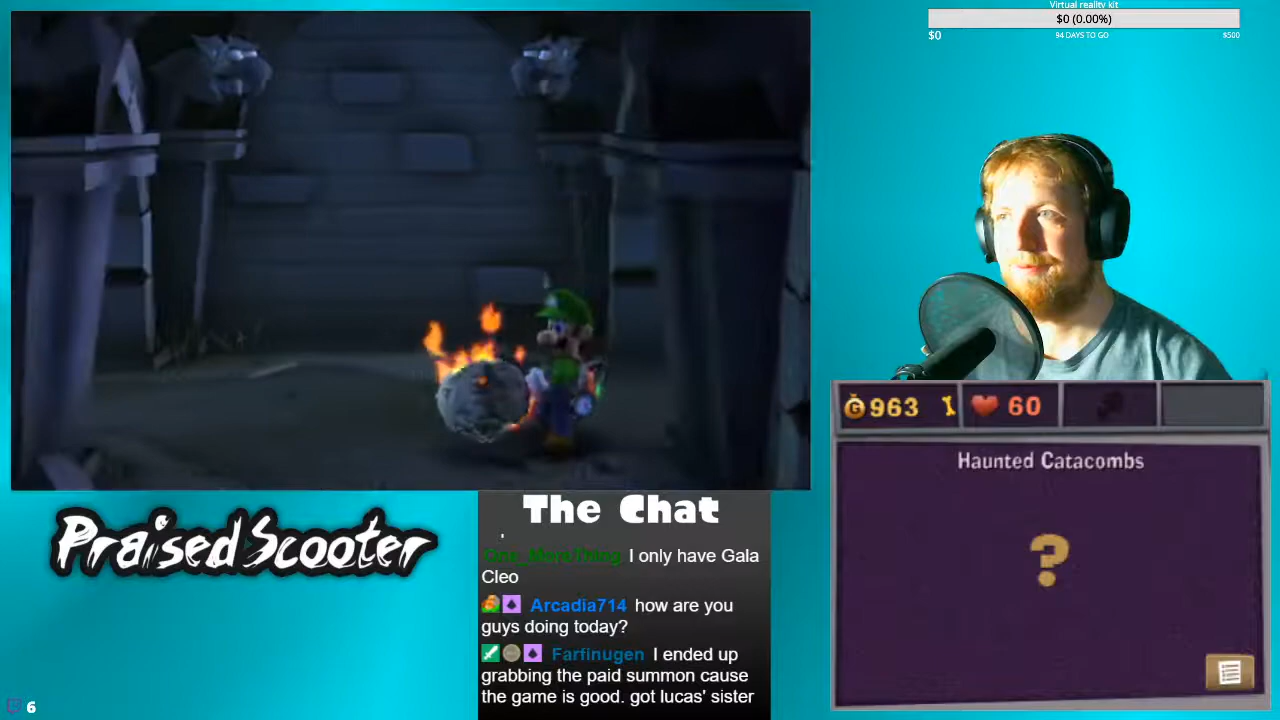 Virtual reality kit
$0 (0.00%)
$0 94 DAYS TO GO $500
G 963 60
Haunted Catacombs
?
PraisedScooter
The Chat
I only have Gala
Cleo
Arcadia714 how are you
guys doing today?
Farfinugen I ended up
grabbing the paid summon cause
the game is good. got lucas' sister
6